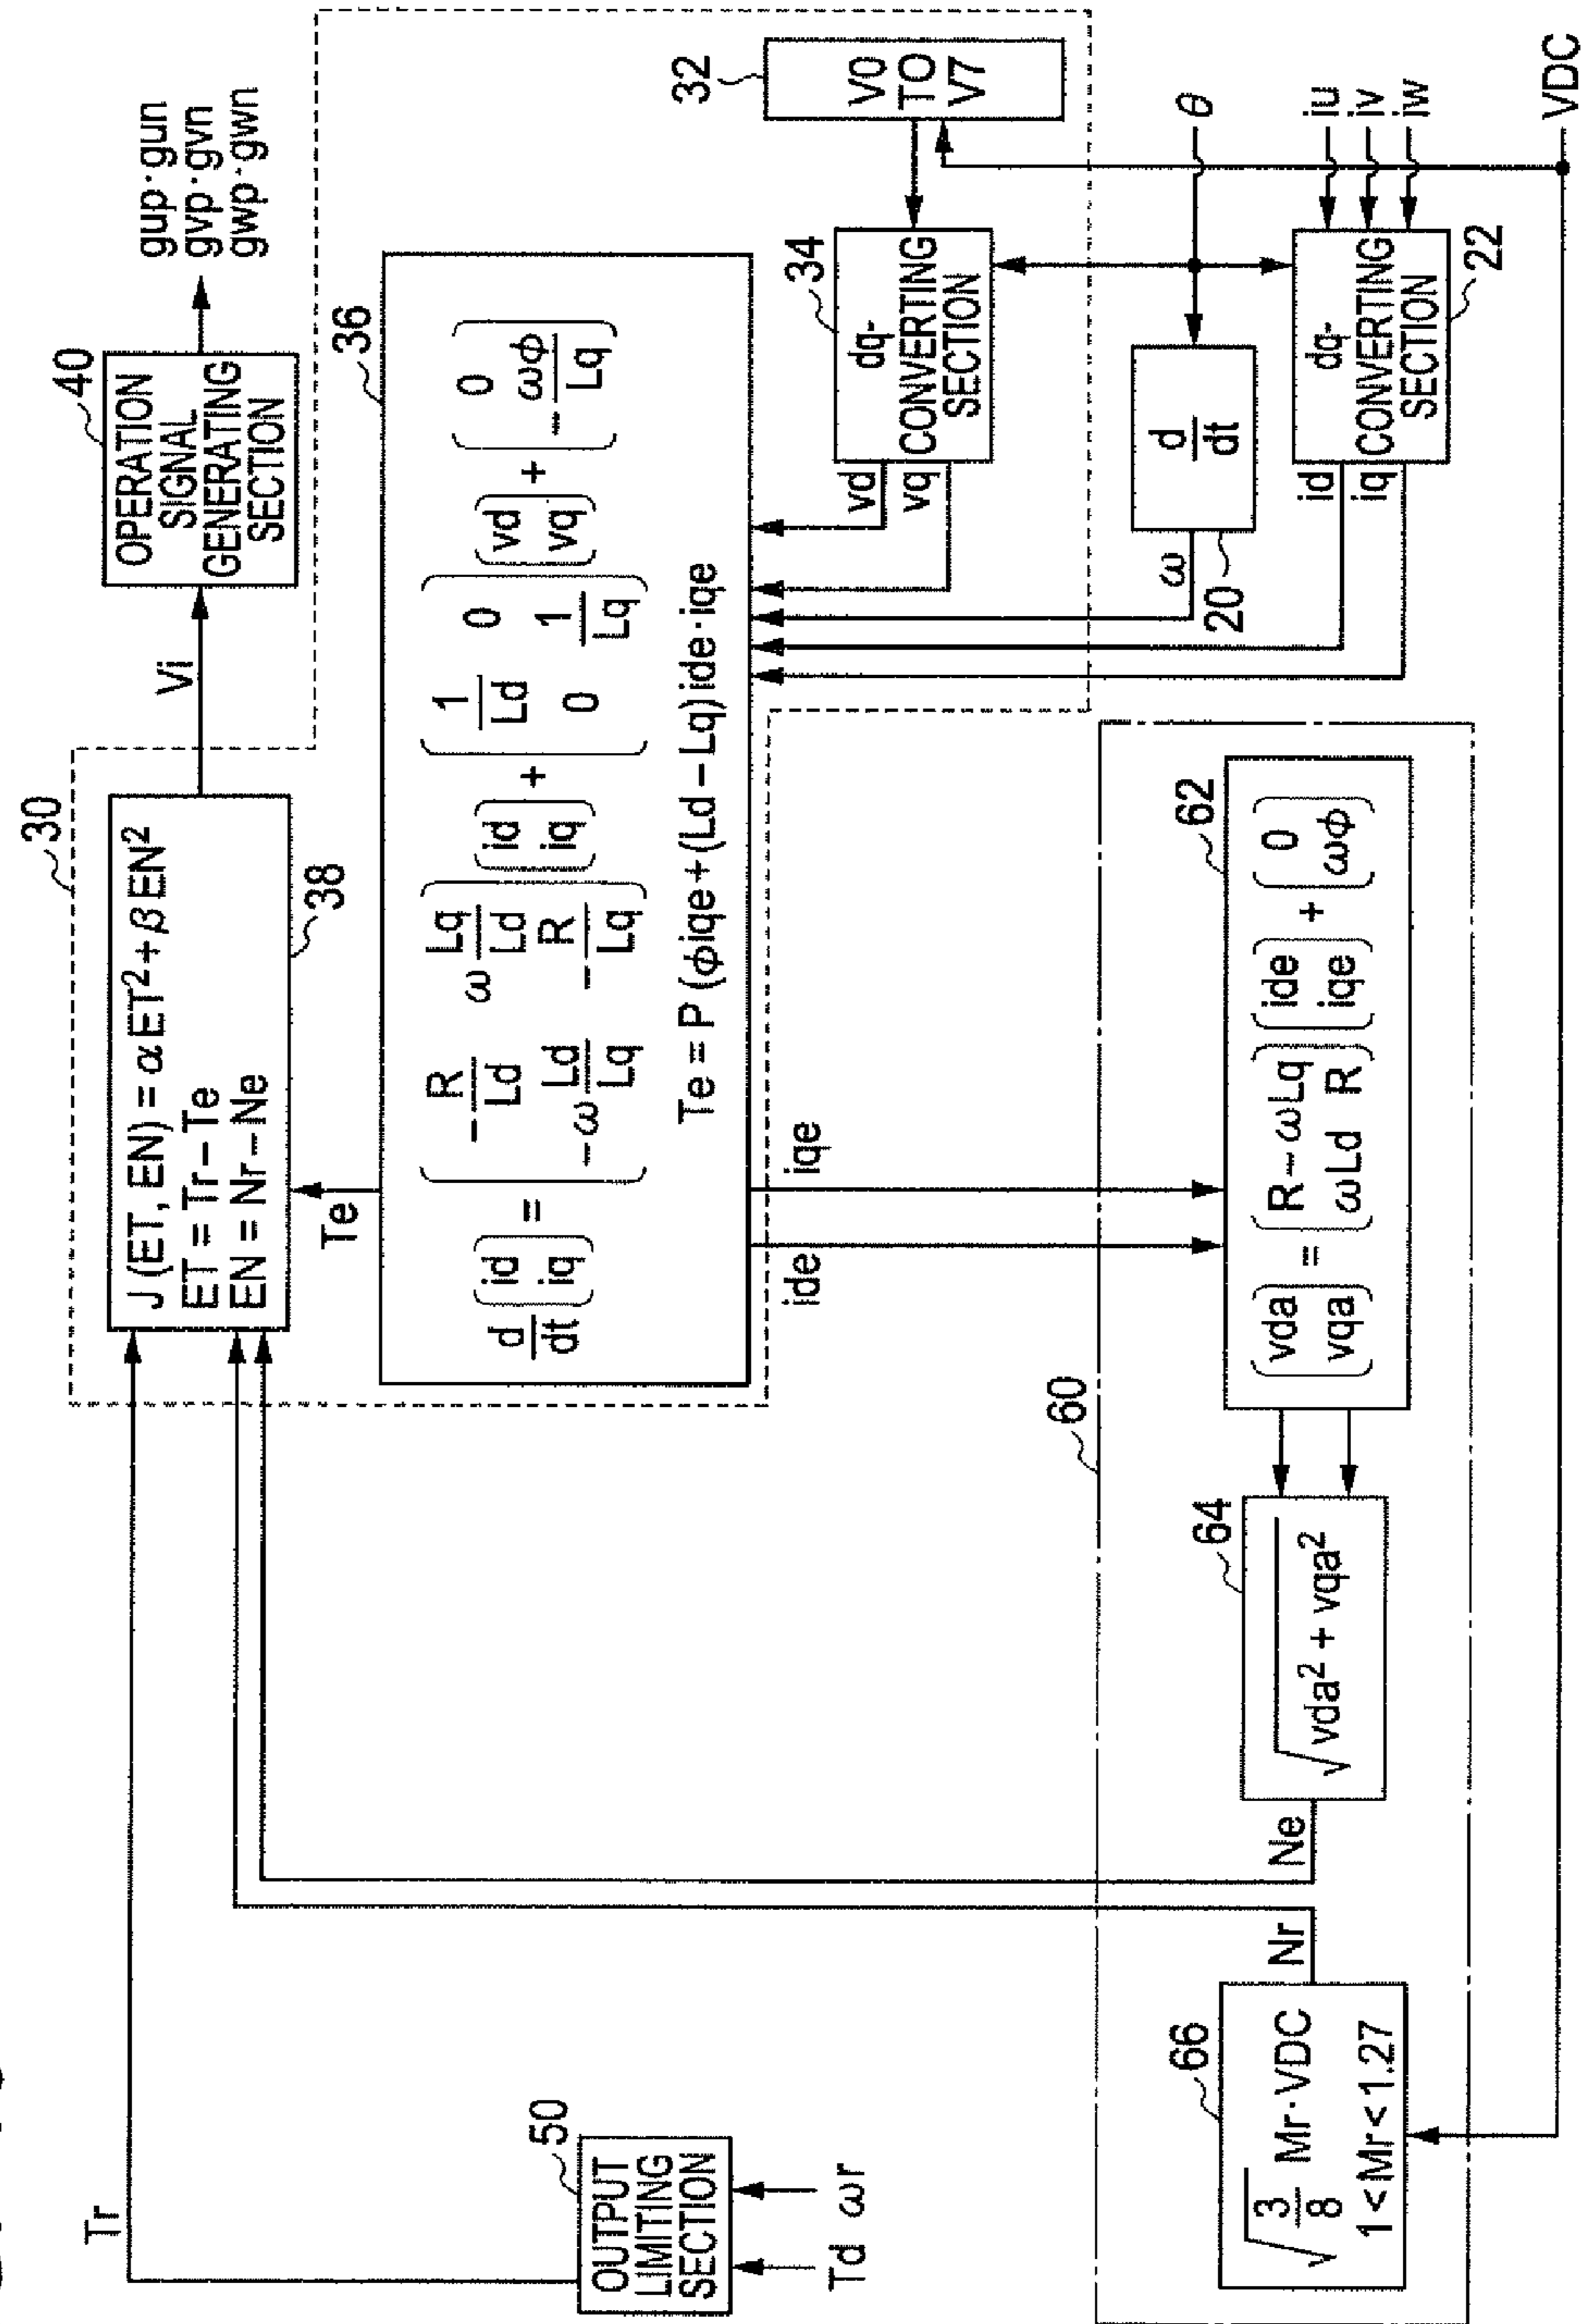 30
J (ET, EN) = αET² + βEN²
ET = Tr – Te
EN = Nr – Ne
38
Vi
40
OPERATION
SIGNAL
GENERATING
SECTION
gup·gun
gvp·gvn
gwp·gwn
Tr
Te
36
d/dt (id iq) = (–R/Ld ωLq/Ld –ωLd/Lq –R/Lq) (id iq) + (1/Ld 0 0 1/Lq) (vd vq) + (0 –ωϕ/Lq)
Te = P (ϕiqe+(Ld – Lq) ide·iqe
32
V0
TO
V7
34
dq-
CONVERTING
SECTION
vd
vq
θ
d/dt
ω
20
iu
iv
iw
dq-
CONVERTING
SECTION
22
id
iq
VDC
50
OUTPUT
LIMITING
SECTION
Td ωr
ide
iqe
60
62
(vda vqa) = (R – ωLq ωLd R) (ide iqe) + (0 ωϕ)
64
√vda² + vqa²
Ne
Nr
66
√3/8 Mr·VDC
1 < Mr < 1.27